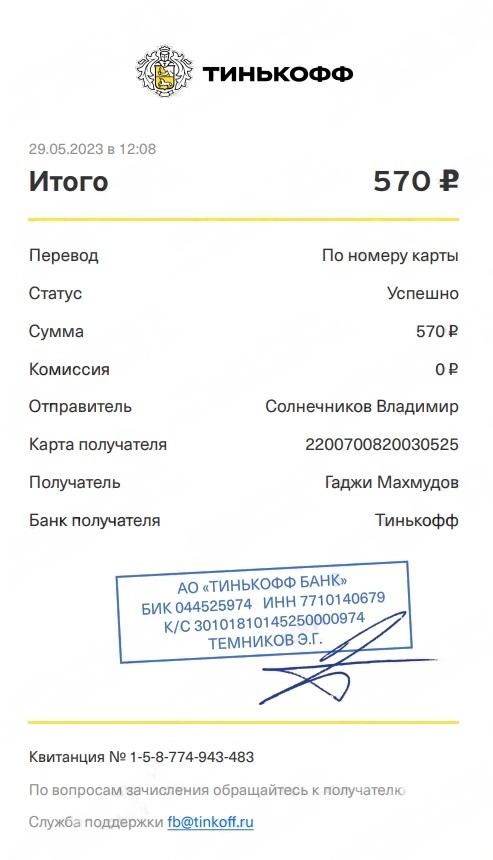 ТИНЬКОФФ
29.05.2023 в 12:08
Итого 570 ₽
Перевод По номеру карты
Статус Успешно
Сумма 570 ₽
Комиссия 0 ₽
Отправитель Солнечников Владимир
Карта получателя 2200700820030525
Получатель Гаджи Махмудов
Банк получателя Тинькофф
АО «ТИНЬКОФФ БАНК»
БИК 044525974 ИНН 7710140679
К/С 30101810145250000974
ТЕМНИКОВ Э.Г.
Квитанция № 1-5-8-774-943-483
По вопросам зачисления обращайтесь к получателю
Служба поддержки fb@tinkoff.ru